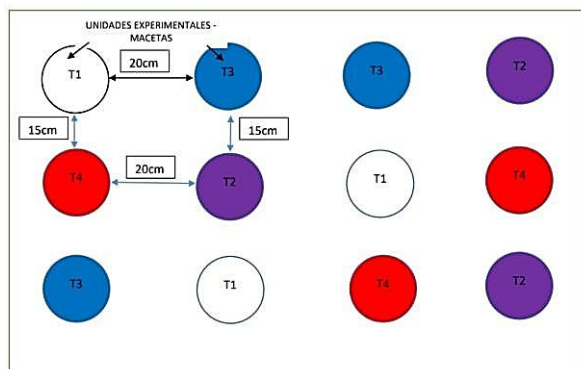 UNIDADES EXPERIMENTALES -
MACETAS
T1
20cm
T3
T3
T2
15cm
15cm
T4
20cm
T2
T1
T4
T3
T1
T4
T2